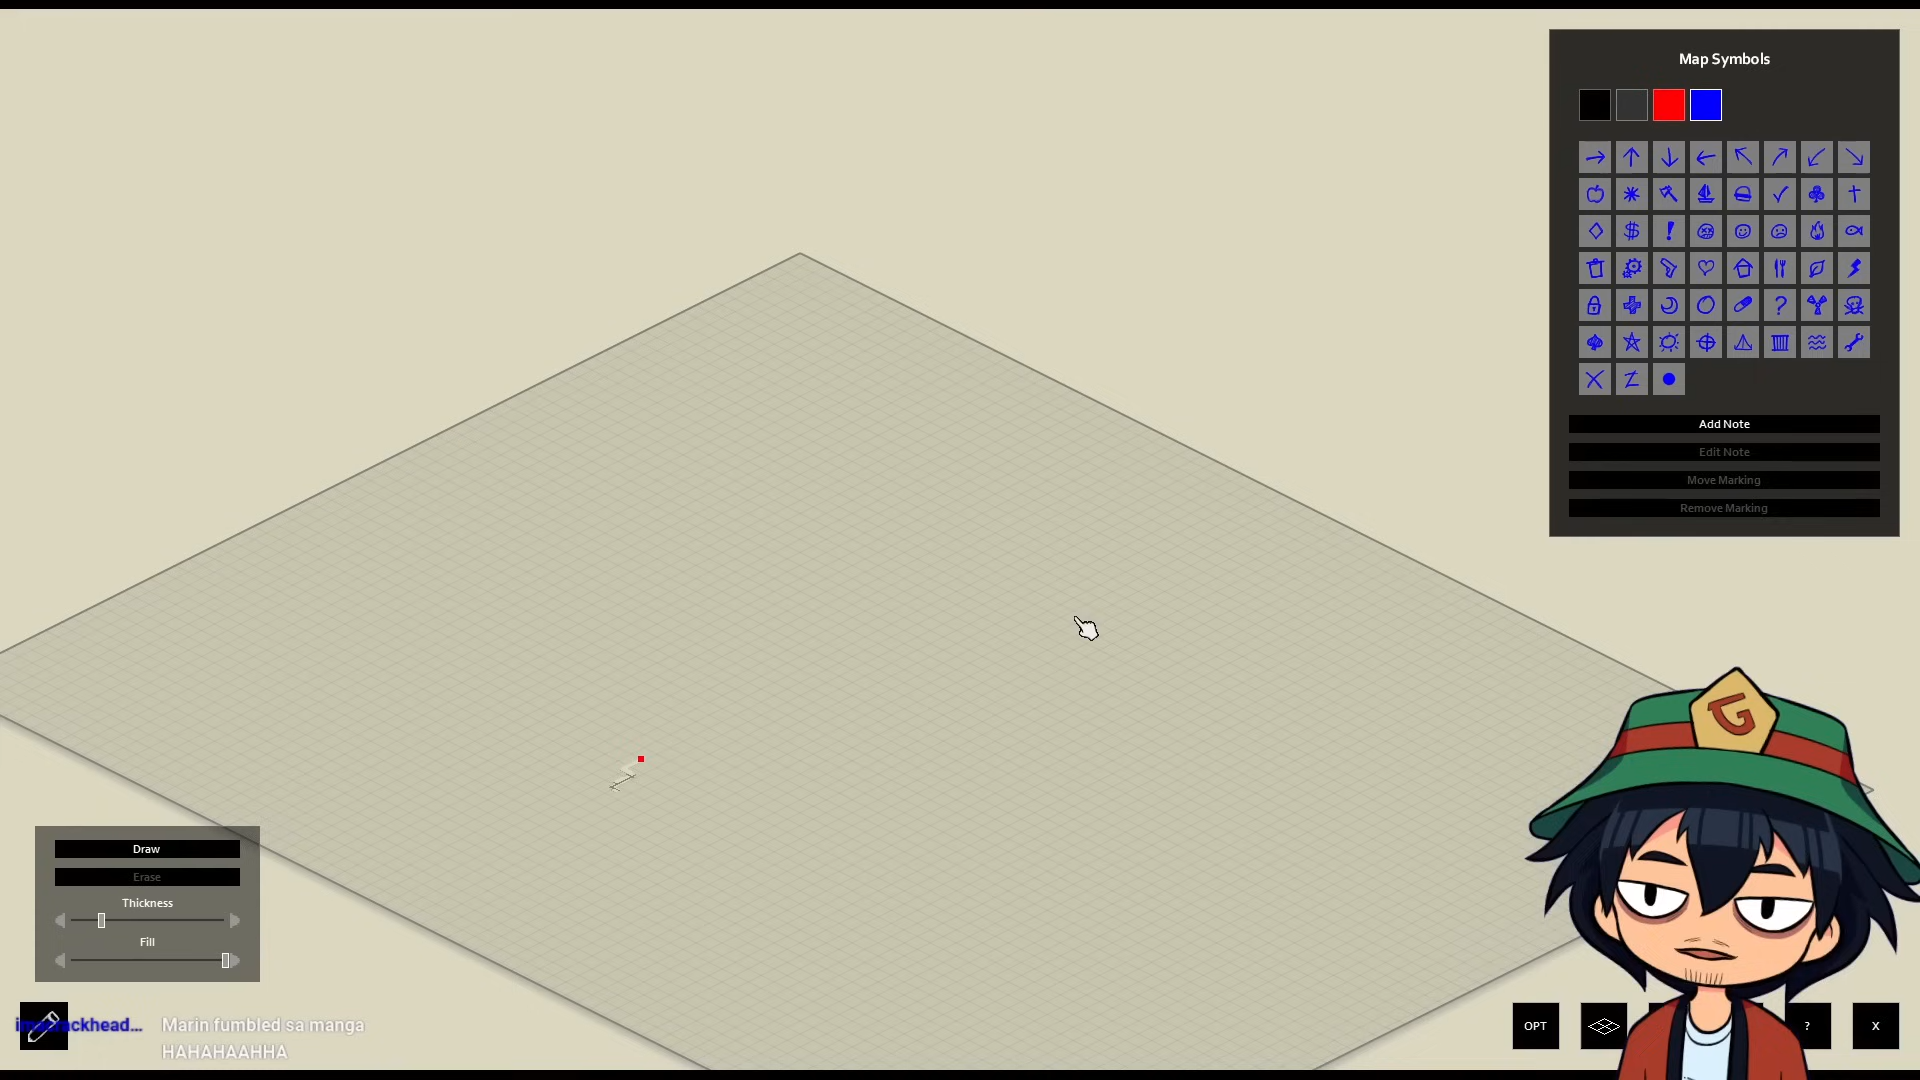 Map Symbols
Add Note
Edit Note
Move Marking
Remove Marking
Draw
Erase
Thickness
Fill
Marin fumbled sa manga
HAHAHAAHHA
OPT
?
X
G